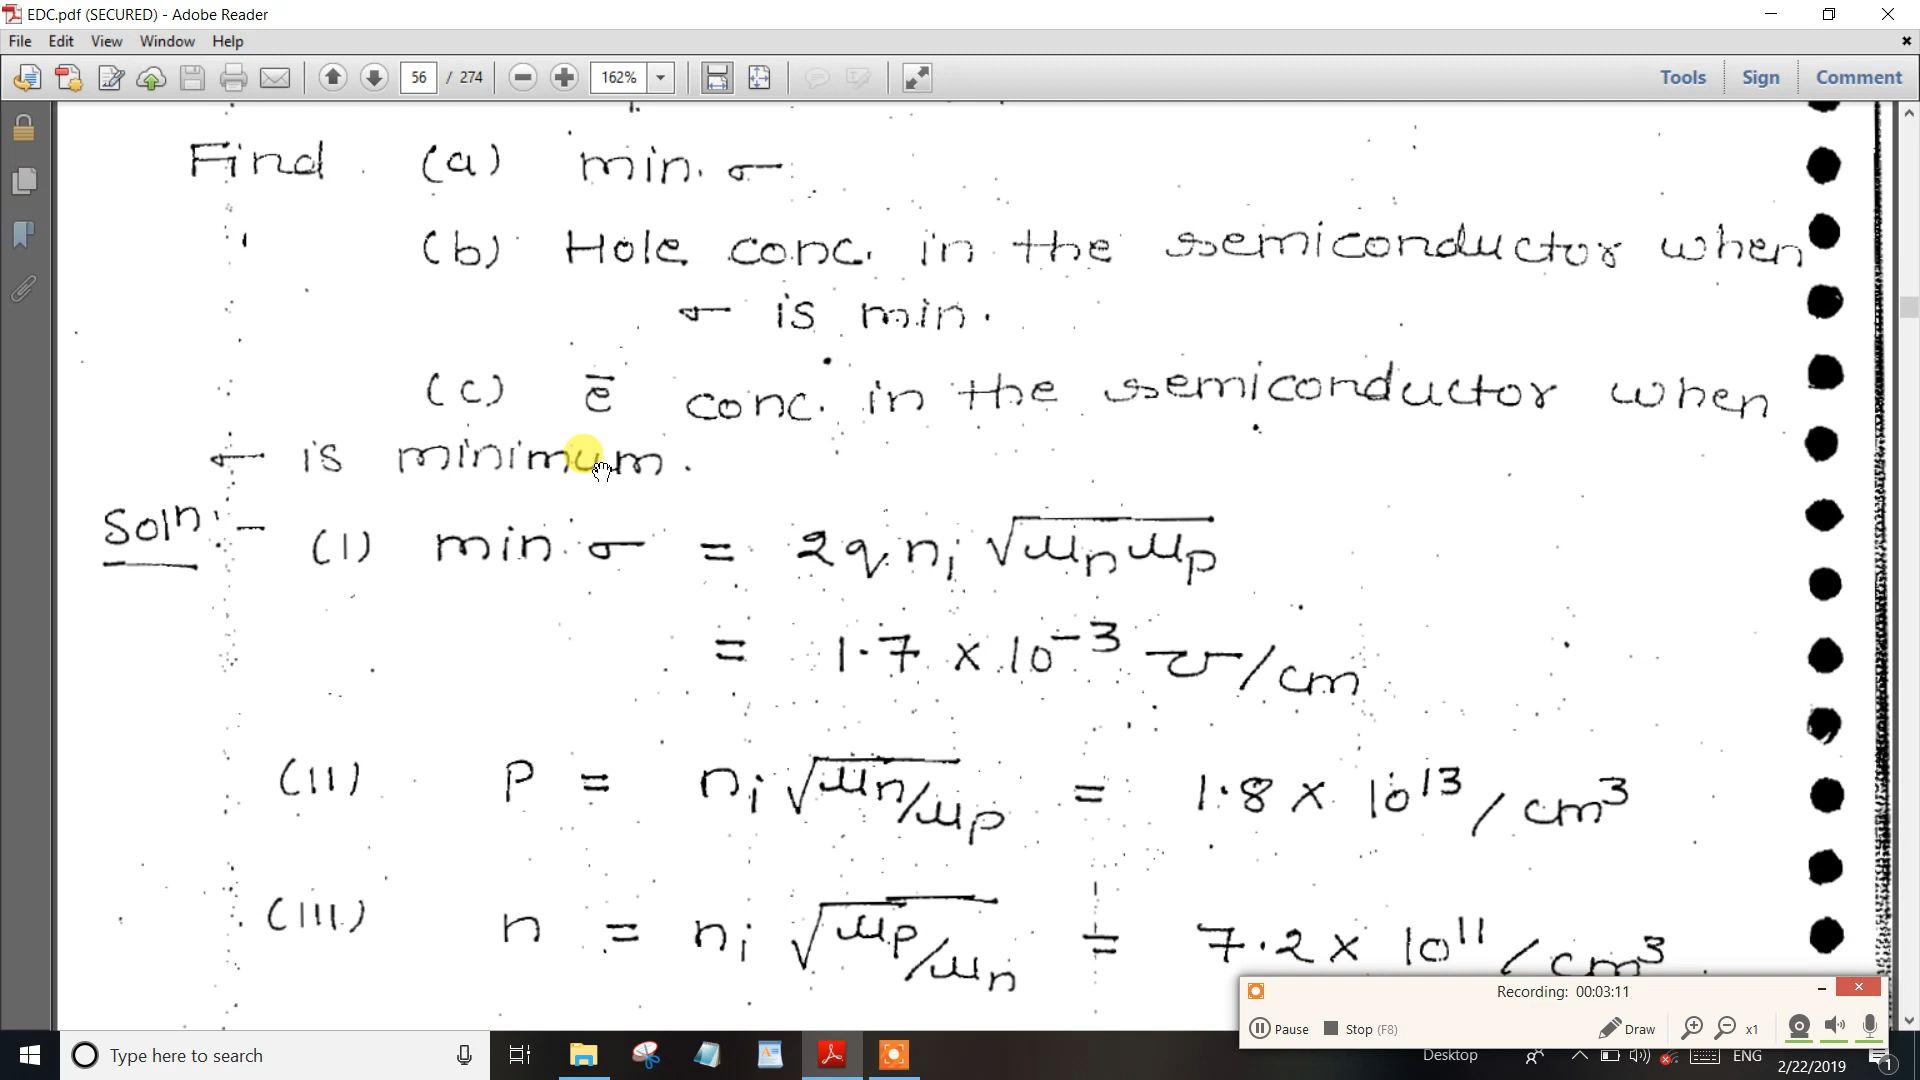 EDC.pdf (SECURED) - Adobe Reader
File Edit View Window Help
56 / 274 162% Tools Sign Comment
Find (a) min. σ
(b) Hole conc. in the semiconductor when
σ is min.
(c) ē conc. in the semiconductor when
σ is minimum.
Soln:- (I) min. σ = 2qni √μnμp
= 1.7 × 10⁻³ ℧/cm
(II) P = ni √μn/μp = 1.8 × 10¹³ / cm³
(III) n = ni √μp/μn = 7.2 × 10¹¹ / cm³.
Recording: 00:03:11
Pause Stop (F8) Draw x1
Type here to search
Desktop ENG
2/22/2019 1